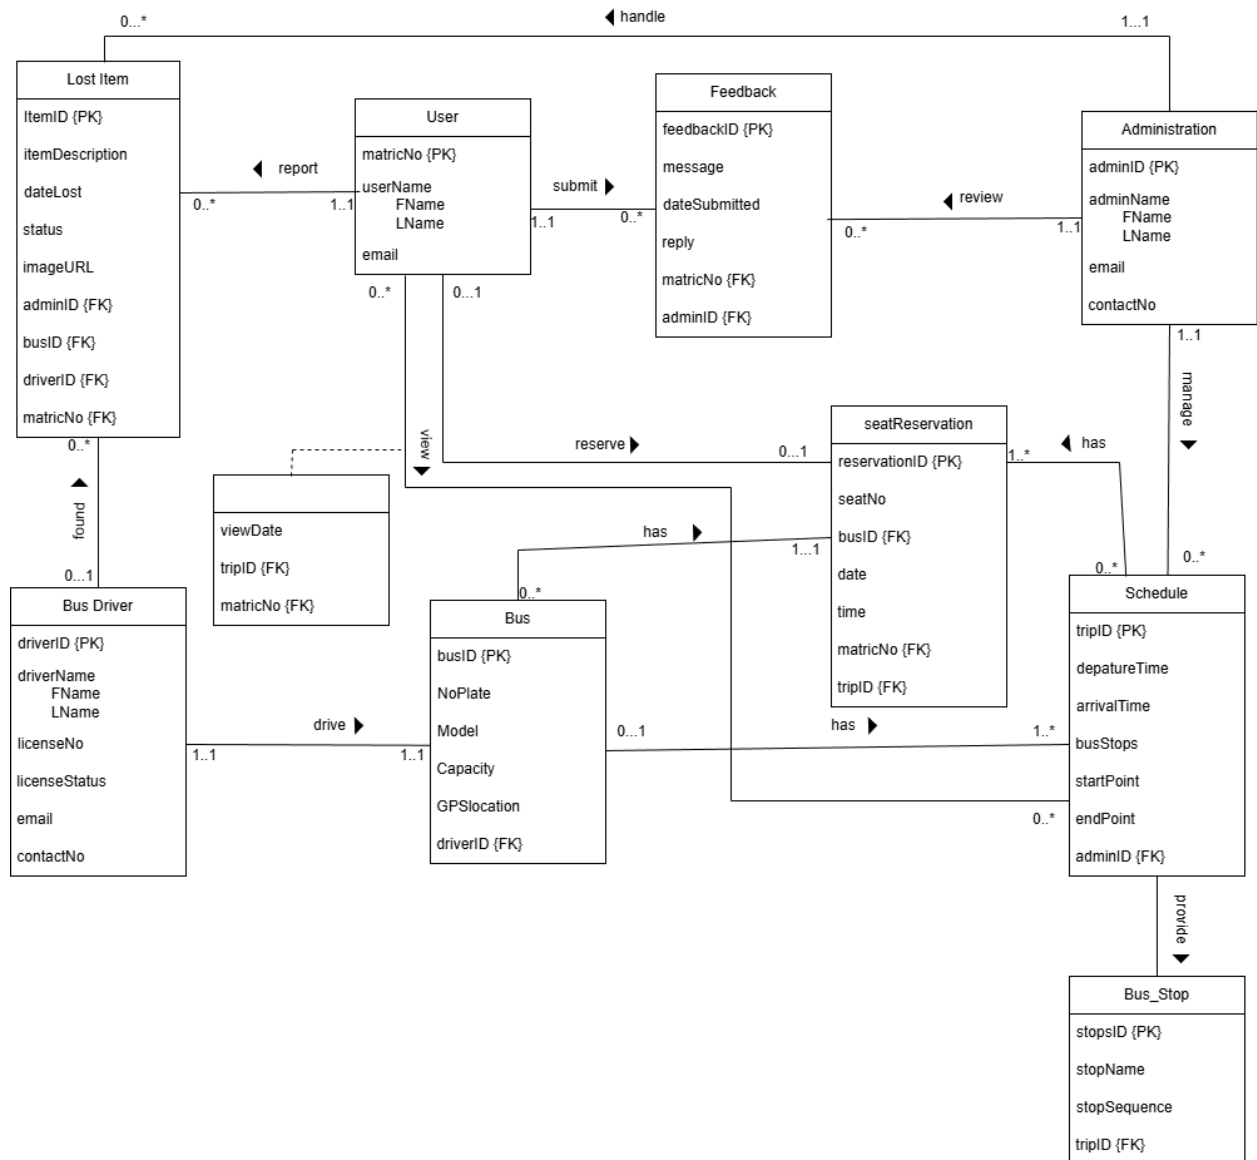 0...*
handle
1...1
Lost Item
ItemID {PK}
itemDescription
dateLost
status
imageURL
adminID {FK}
busID {FK}
driverID {FK}
matricNo {FK}
report
0..*
1...1
User
matricNo {PK}
userName
FName
LName
email
submit
1...1
0..*
Feedback
feedbackID {PK}
message
dateSubmitted
reply
matricNo {FK}
adminID {FK}
review
0..*
1...1
Administration
adminID {PK}
adminName
FName
LName
email
contactNo
0..*
0...1
1...1
manage
view
reserve
0...1
seatReservation
reservationID {PK}
seatNo
busID {FK}
date
time
matricNo {FK}
tripID {FK}
has
1...*
0..*
0..*
0..*
found
0...1
viewDate
tripID {FK}
matricNo {FK}
has
1...1
0..*
Bus Driver
driverID {PK}
driverName
FName
LName
licenseNo
licenseStatus
email
contactNo
drive
1...1
1...1
Bus
busID {PK}
NoPlate
Model
Capacity
GPSlocation
driverID {FK}
0...1
has
1..*
0..*
Schedule
tripID {PK}
depatureTime
arrivalTime
busStops
startPoint
endPoint
adminID {FK}
provide
Bus_Stop
stopsID {PK}
stopName
stopSequence
tripID {FK}